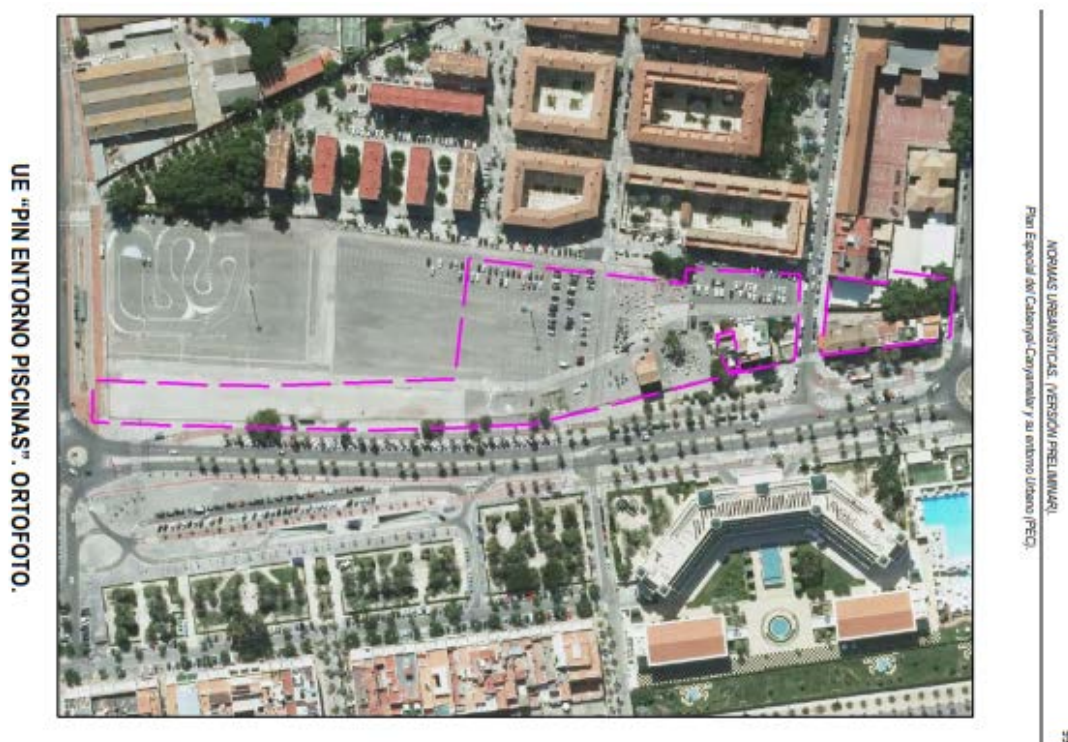 NORMAS URBANÍSTICAS. (VERSIÓN PRELIMINAR).
Plan Especial del Cabanyal-Canyamelar y su entorno Urbano (PEC).
UE "PIN ENTORNO PISCINAS". ORTOFOTO.